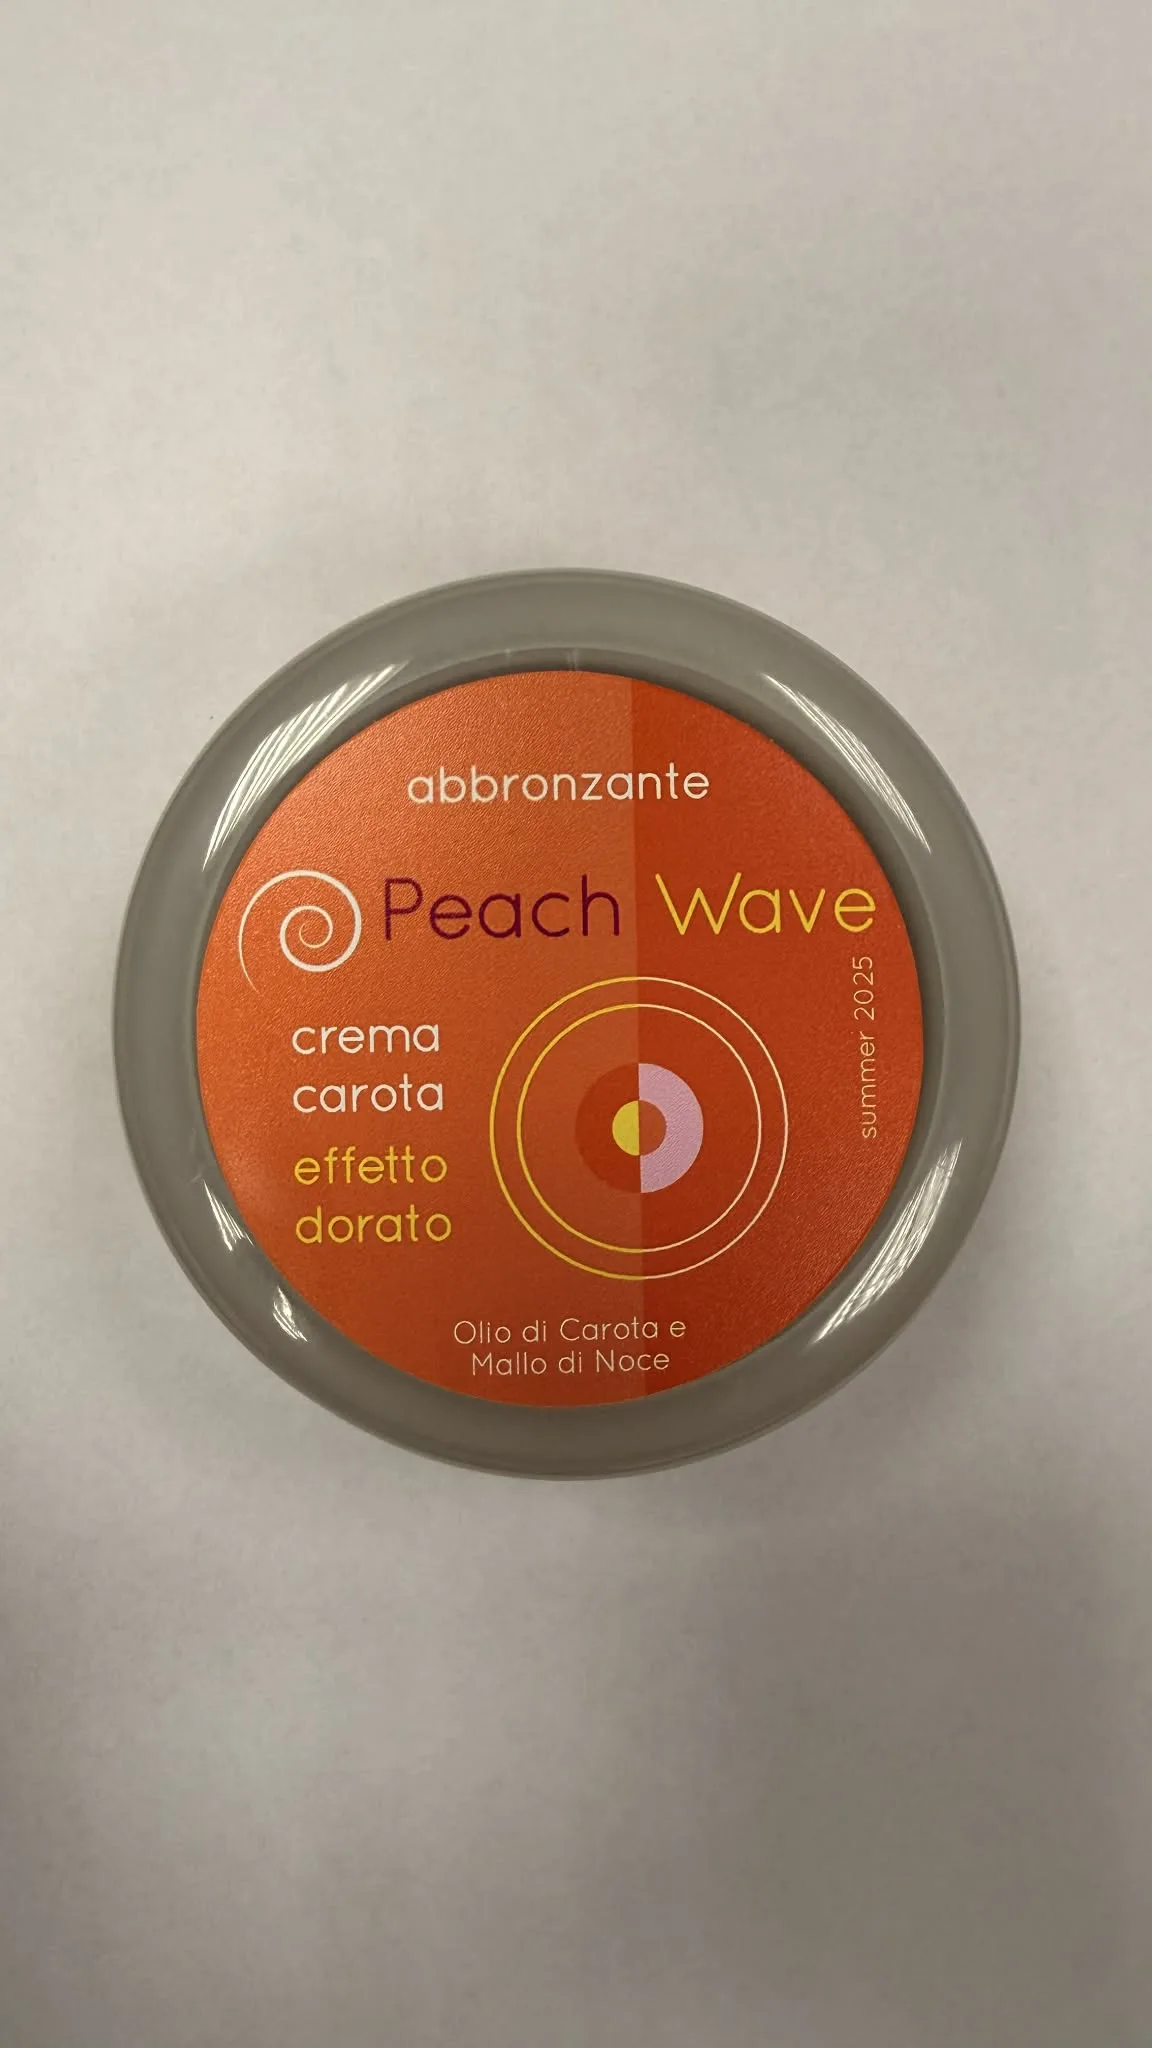 abbronzante
Peach Wave
summer 2025
crema
carota
effetto
dorato
Olio di Carota e
Mallo di Noce